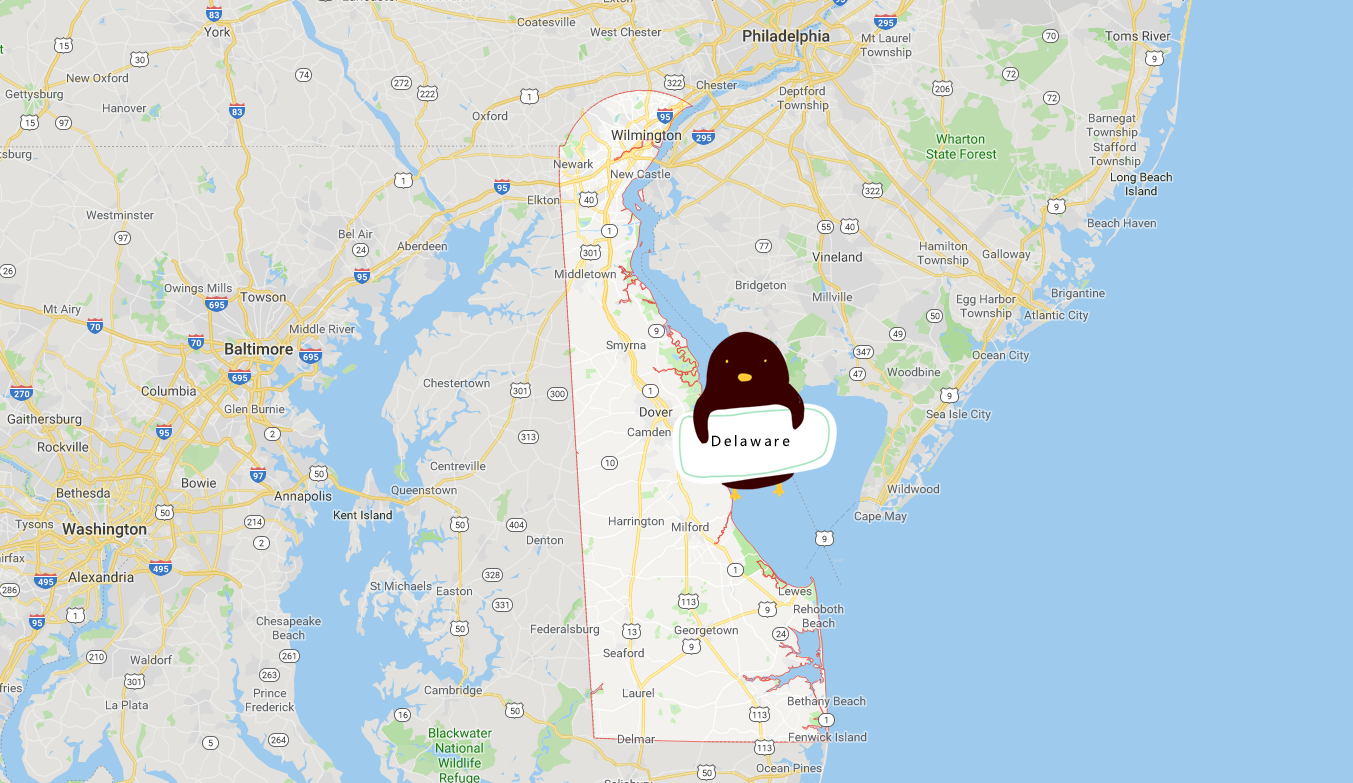 83
295
York
Coatesville
West Chester
Philadelphia
Mt Laurel
Township
70
Toms River
15
30
9
New Oxford
74
272
222
322
Chester
206
72
Gettysburg
Hanover
83
1
Deptford
Township
72
15
97
Oxford
95
Barnegat
Township
Wilmington
295
Wharton
State Forest
Stafford
Township
Newark
New Castle
Long Beach
Island
1
95
322
Elkton
40
9
Westminster
Beach Haven
97
Bel Air
1
55
40
24
Aberdeen
301
77
Hamilton
Township
Galloway
Vineland
26
95
Middletown
Owings Mills
Towson
695
Bridgeton
Millville
Brigantine
Egg Harbor
Township
Mt Airy
70
Middle River
50
Atlantic City
70
9
49
Baltimore
695
Smyrna
347
Ocean City
695
47
Woodbine
Columbia
Chestertown
301
300
1
270
Glen Burnie
9
Gaithersburg
Dover
Sea Isle City
95
2
Rockville
313
Camden
Delaware
10
Centreville
97
50
Bowie
Bethesda
Annapolis
Queenstown
Wildwood
Tysons
50
Kent Island
Cape May
Washington
214
50
404
Harrington
Milford
2
Denton
9
495
495
Alexandria
328
1
286
St Michaels
Easton
Lewes
331
113
9
Rehoboth
Beach
1
95
Chesapeake
Beach
50
Federalsburg
13
Georgetown
24
9
210
Waldorf
261
Seaford
301
263
Cambridge
Laurel
Prince
Frederick
La Plata
50
Bethany Beach
16
113
1
5
264
Blackwater
National
Wildlife
Refuge
Delmar
Fenwick Island
113
50
Ocean Pines